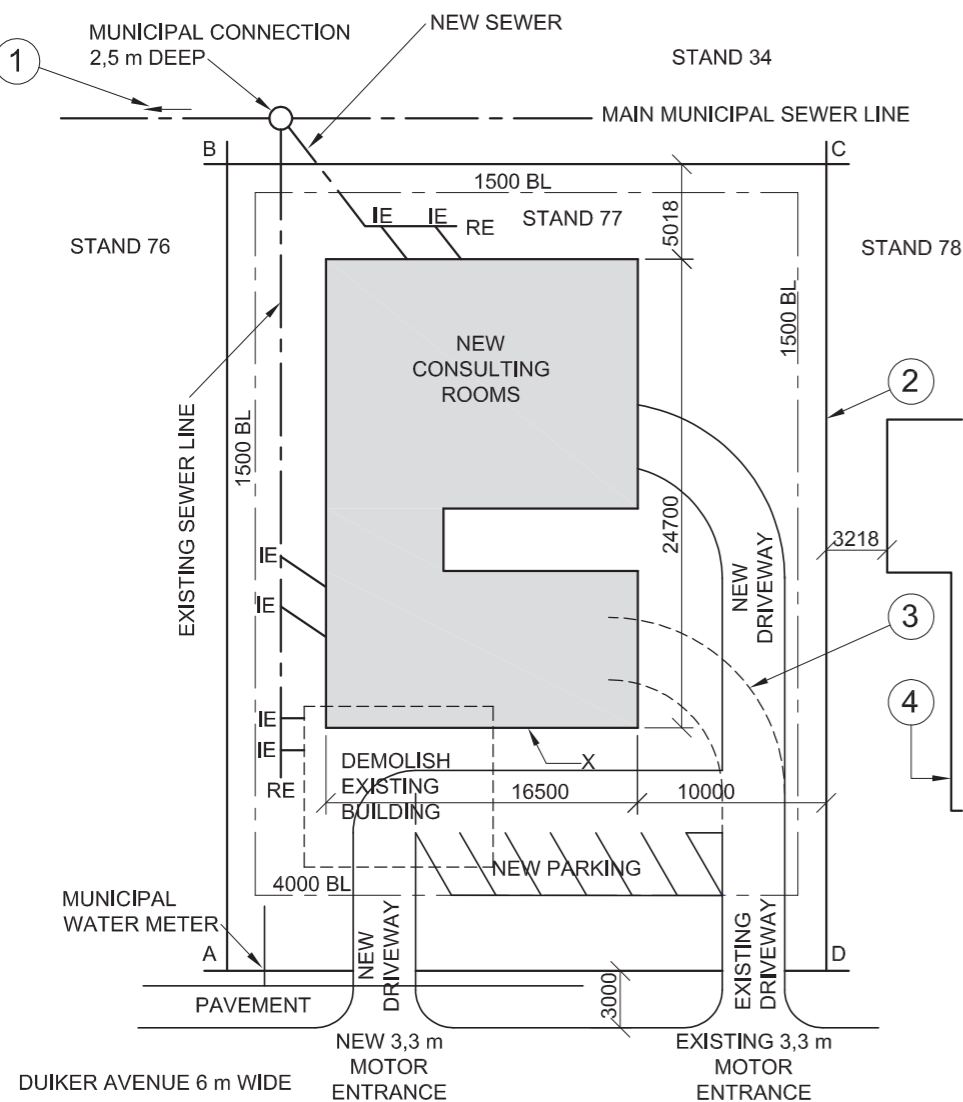 MUNICIPAL CONNECTION
2,5 m DEEP
NEW SEWER
1
STAND 34
MAIN MUNICIPAL SEWER LINE
B
C
1500 BL
IE
IE
RE
STAND 77
5018
STAND 76
STAND 78
1500 BL
NEW
CONSULTING
ROOMS
2
EXISTING SEWER LINE
1500 BL
24700
3218
IE
IE
NEW
DRIVEWAY
3
4
IE
IE
RE
DEMOLISH
EXISTING
BUILDING
X
16500
10000
NEW PARKING
4000 BL
MUNICIPAL
WATER METER
A
D
NEW
DRIVEWAY
EXISTING
DRIVEWAY
3000
PAVEMENT
NEW 3,3 m
MOTOR
ENTRANCE
EXISTING 3,3 m
MOTOR
ENTRANCE
DUIKER AVENUE 6 m WIDE